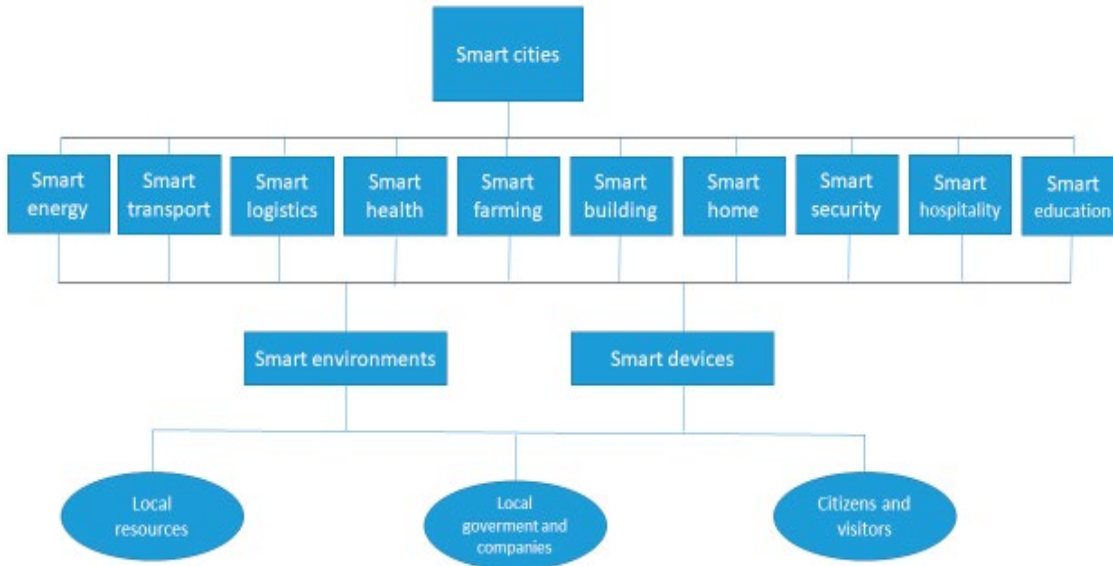 Smart cities
Smart
energy
Smart
transport
Smart
logistics
Smart
health
Smart
farming
Smart
building
Smart
home
Smart
security
Smart
hospitality
Smart
education
Smart environments
Smart devices
Local
resources
Local
goverment and
companies
Citizens and
visitors